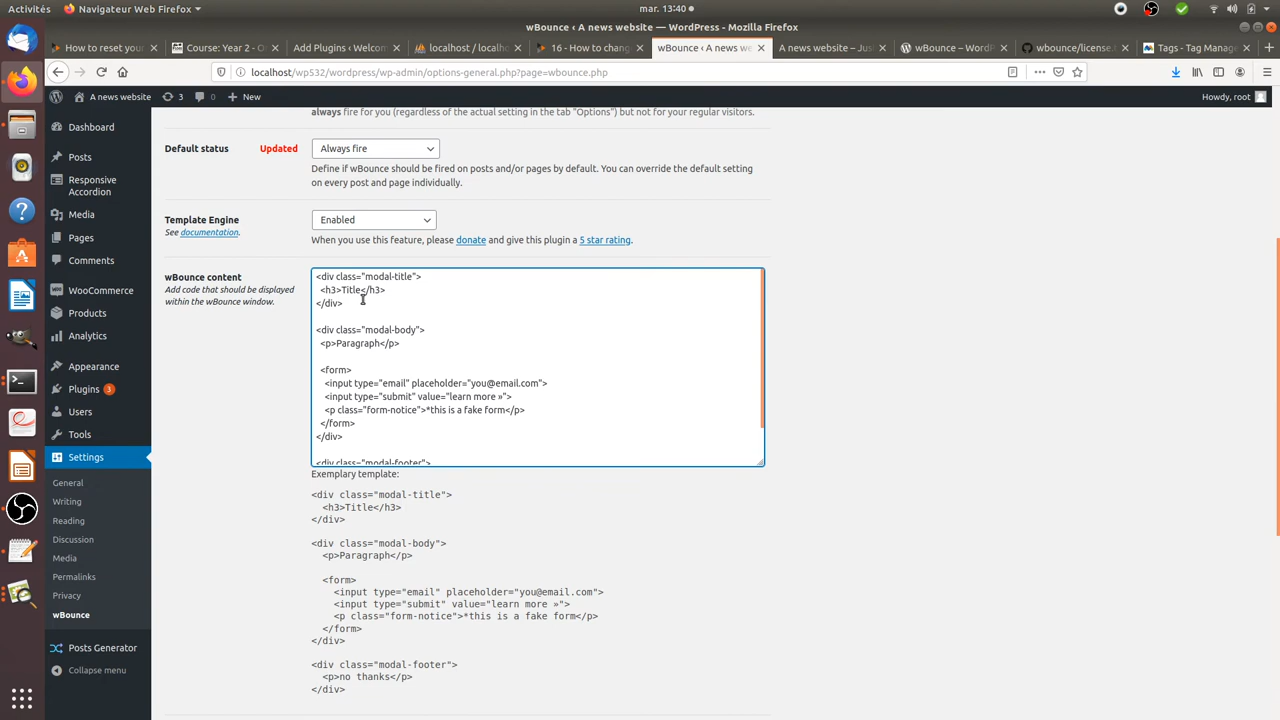 Activités
Navigateur Web Firefox
mar. 13:40
wBounce ‹ A news website — WordPress - Mozilla Firefox
How to reset your
Course: Year 2 - O
Add Plugins ‹ Welcom
localhost / localho
16 - How to chang
wBounce ‹ A news we
A news website – Jus
wBounce – WordPr
wbounce/license.
Tags - Tag Manage
localhost/wp532/wordpress/wp-admin/options-general.php?page=wbounce.php
A news website
3
0
New
Howdy, root
Dashboard
Posts
Responsive
Accordion
Media
Pages
Comments
WooCommerce
Products
Analytics
Appearance
Plugins 3
Users
Tools
Settings
General
Writing
Reading
Discussion
Media
Permalinks
Privacy
wBounce
Posts Generator
Collapse menu
always fire for you (regardless of the actual setting in the tab "Options") but not for your regular visitors.
Default status
Updated
Always fire
Define if wBounce should be fired on posts and/or pages by default. You can override the default setting
on every post and page individually.
Template Engine
See documentation.
Enabled
When you use this feature, please donate and give this plugin a 5 star rating.
wBounce content
Add code that should be displayed
within the wBounce window.
<div class="modal-title">
<h3>Title</h3>
</div>
<div class="modal-body">
<p>Paragraph</p>
<form>
<input type="email" placeholder="you@email.com">
<input type="submit" value="learn more »">
<p class="form-notice">*this is a fake form</p>
</form>
</div>
<div class="modal-footer">
Exemplary template:
<div class="modal-title">
<h3>Title</h3>
</div>
<div class="modal-body">
<p>Paragraph</p>
<form>
<input type="email" placeholder="you@email.com">
<input type="submit" value="learn more »">
<p class="form-notice">*this is a fake form</p>
</form>
</div>
<div class="modal-footer">
<p>no thanks</p>
</div>